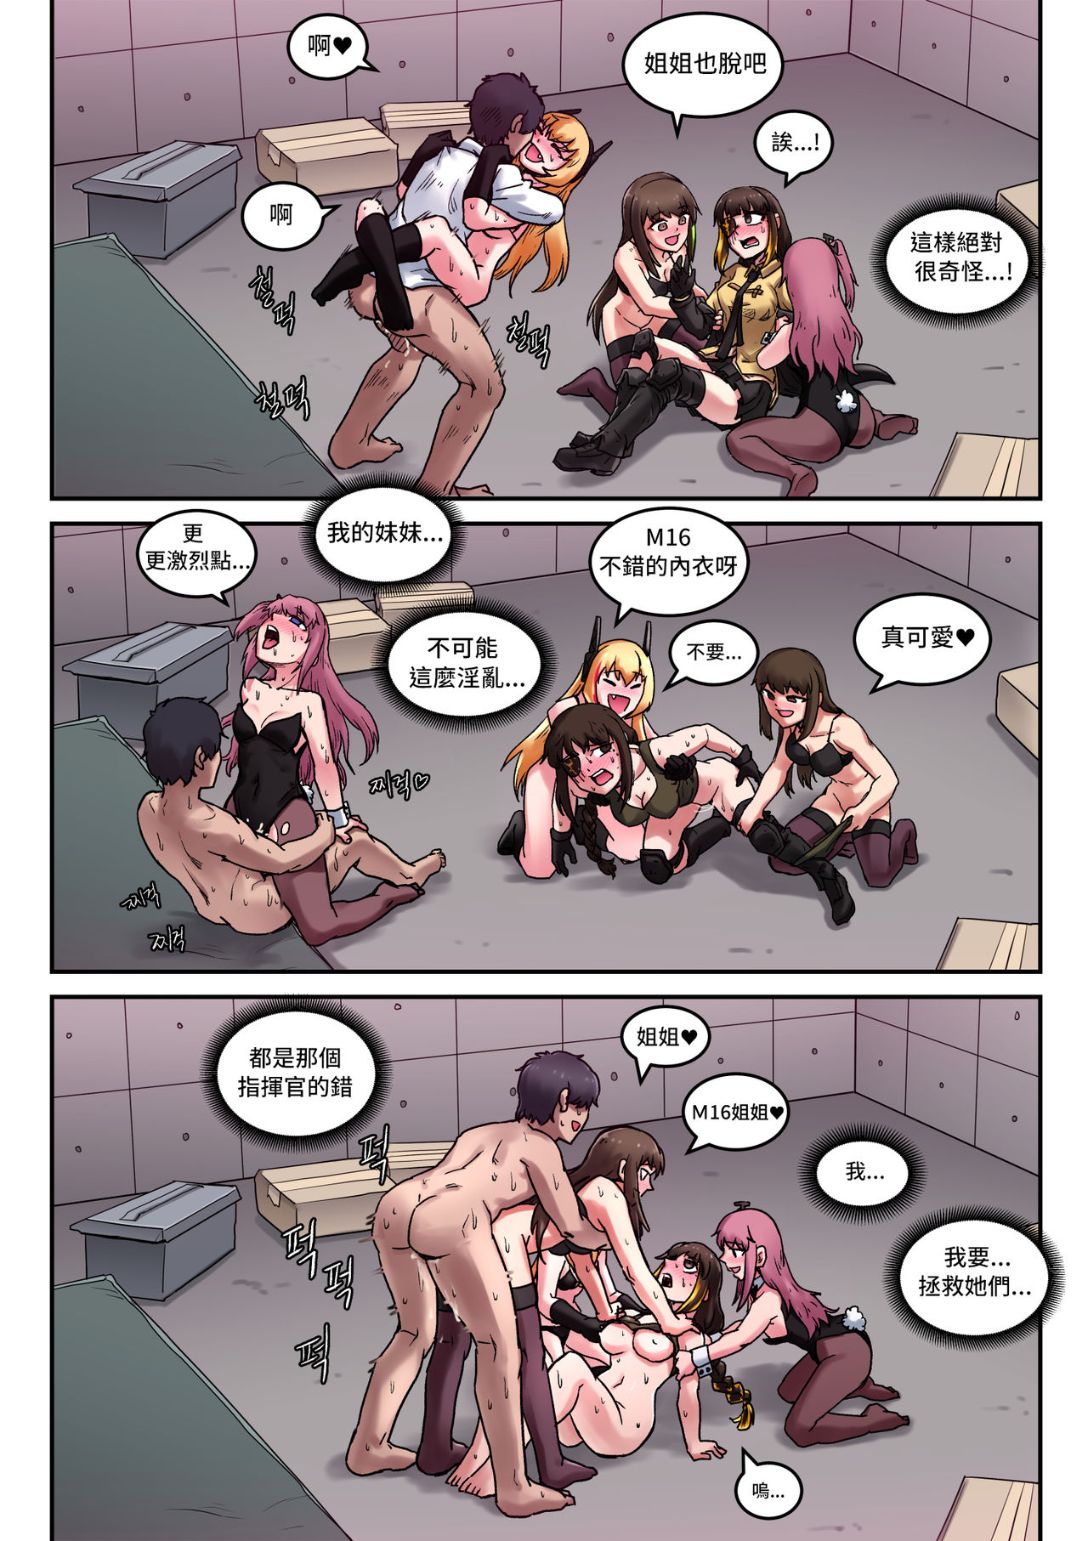 啊♥
姐姐也脫吧
誒...!
啊
這樣絕對
很奇怪...!
철퍽
철퍽
철퍽
更
更激烈點...
我的妹妹...
M16
不錯的內衣呀
不可能
這麼淫亂...
不要...
真可愛♥
찌걱♡
찌걱
찌걱
都是那個
指揮官的錯
姐姐♥
M16姐姐♥
我...
我要...
拯救她們...
퍽
퍽
퍽
퍽
嗚...